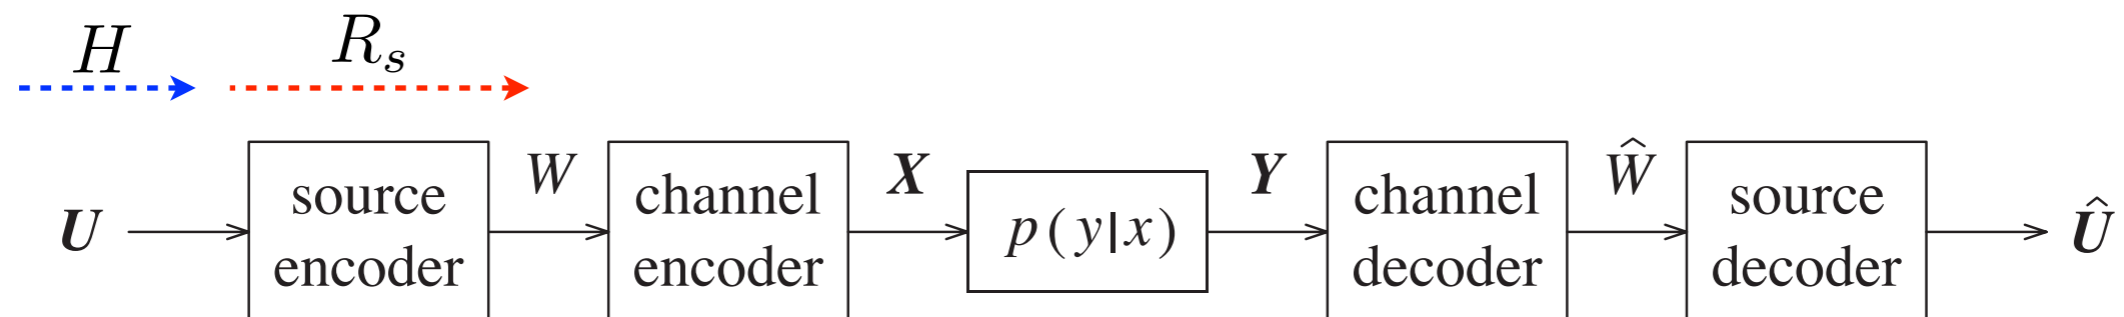 H
R_s
U
source
encoder
W
channel
encoder
X
p(y|x)
Y
channel
decoder
Ŵ
source
decoder
Û